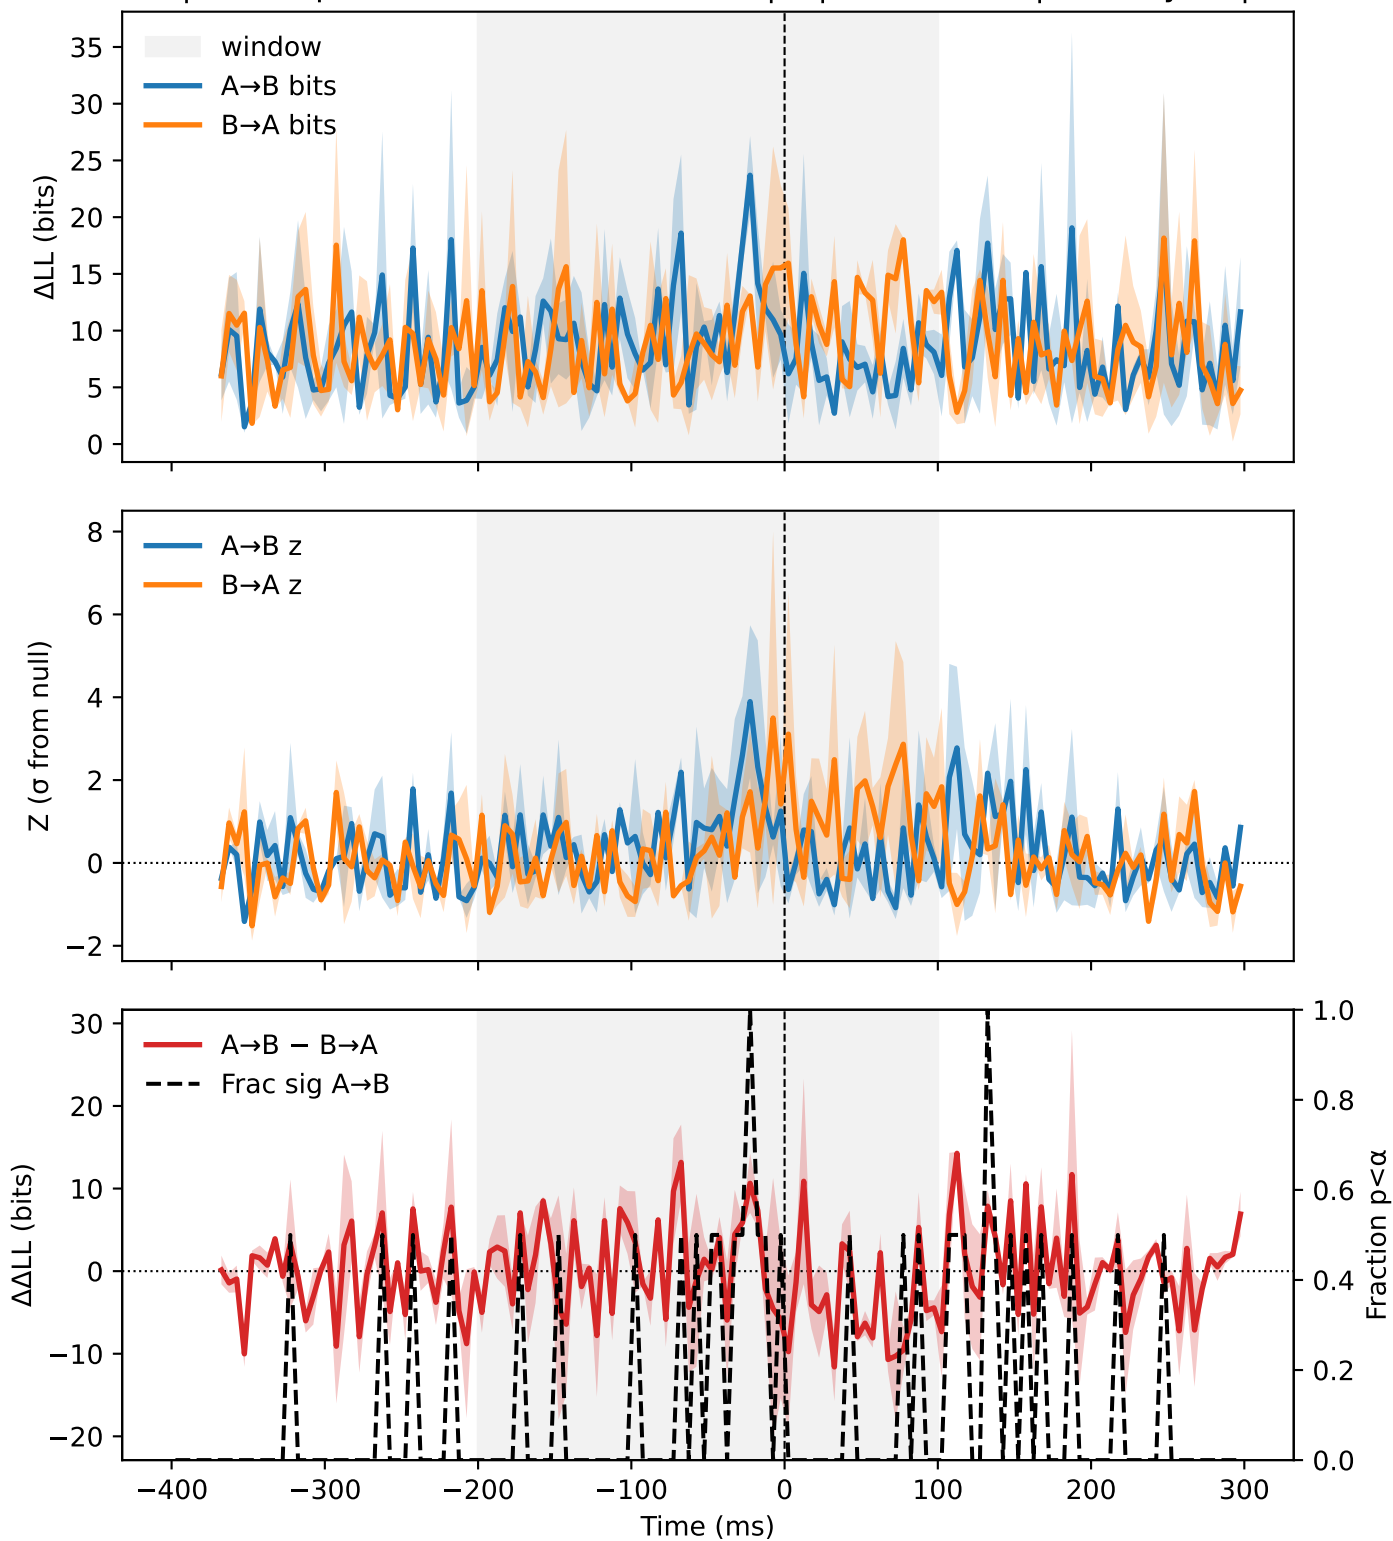 35
30
25
20
15
10
5
0
ΔLL (bits)
window
A→B bits
B→A bits
8
6
4
2
0
−2
Z (σ from null)
A→B z
B→A z
30
20
10
0
−10
−20
ΔΔLL (bits)
A→B − B→A
Frac sig A→B
1.0
0.8
0.6
0.4
0.2
0.0
Fraction p<α
−400 −300 −200 −100 0 100 200 300
Time (ms)